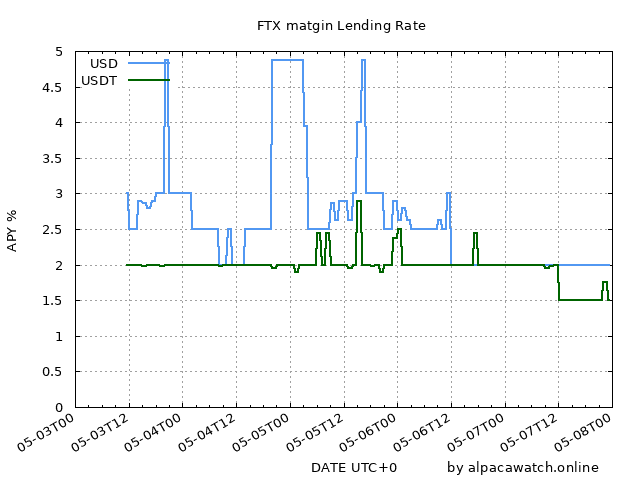 FTX matgin Lending Rate
USD
USDT
5
4.5
4
3.5
3
2.5
2
1.5
1
0.5
0
APY %
05-03T00
05-03T12
05-04T00
05-04T12
05-05T00
05-05T12
05-06T00
05-06T12
05-07T00
05-07T12
05-08T00
DATE UTC+0
by alpacawatch.online